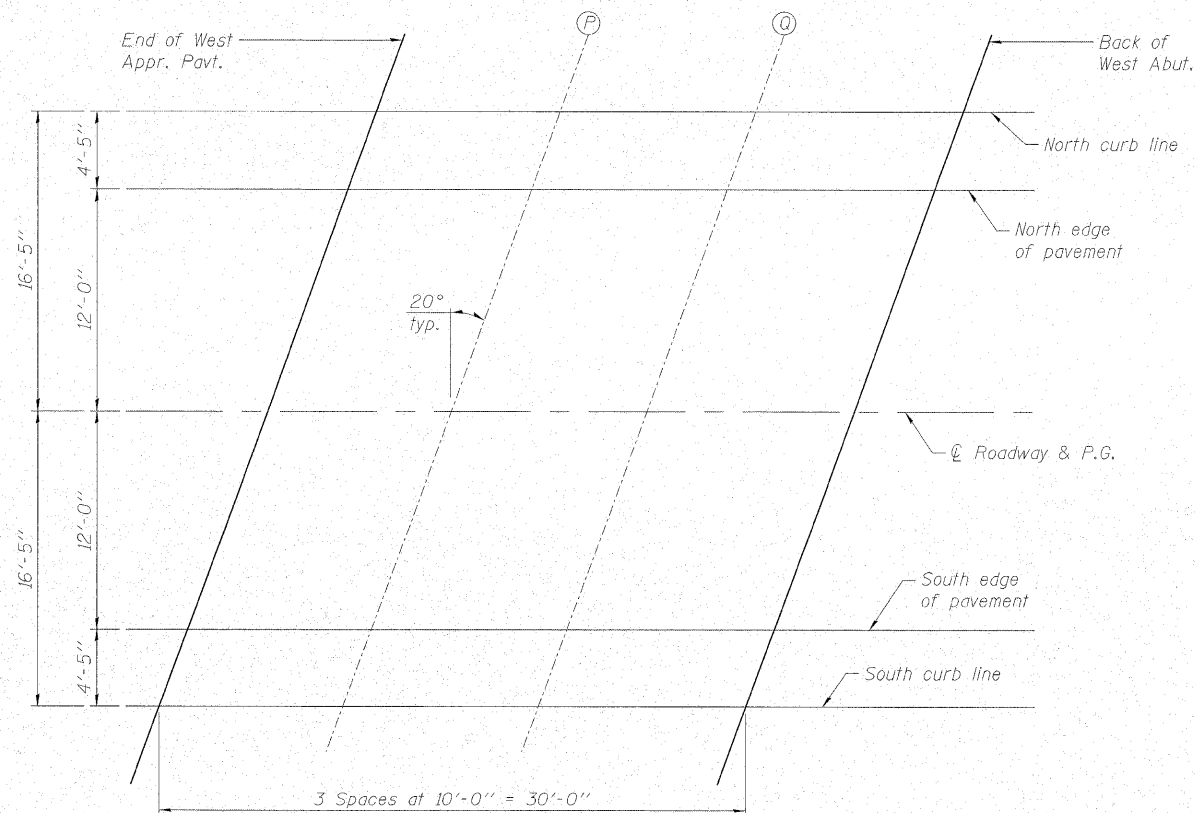 P
Q
End of West
Appr. Pavt.
Back of
West Abut.
North curb line
4'-5"
North edge
of pavement
16'-5"
12'-0"
20°
typ.
℄ Roadway & P.G.
12'-0"
16'-5"
South edge
of pavement
4'-5"
South curb line
3 Spaces at 10'-0" = 30'-0"